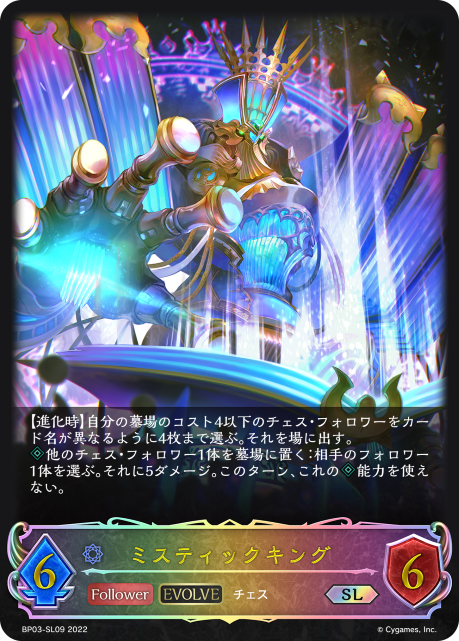 【進化時】自分の墓場のコスト4以下のチェス・フォロワーをカー
ド名が異なるように4枚まで選ぶ。それを場に出す。
◈他のチェス・フォロワー1体を墓場に置く：相手のフォロワー
1体を選ぶ。それに5ダメージ。このターン、これの◈能力を使え
ない。
ミスティックキング
6
6
Follower EVOLVE チェス SL
BP03-SL09 2022
© Cygames, Inc.